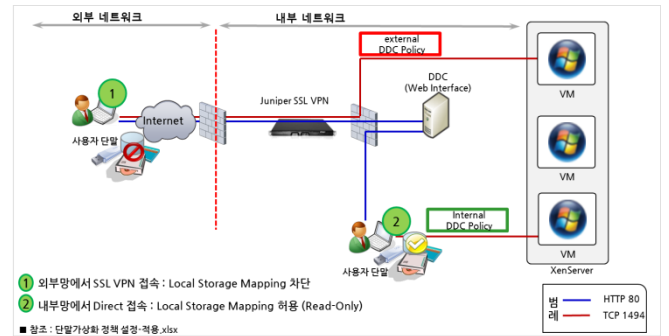 외부 네트워크
내부 네트워크
external
DDC Policy
DDC
(Web Interface)
VM
1
Internet
Juniper SSL VPN
사용자 단말
VM
2
Internal
DDC Policy
사용자 단말
VM
XenServer
1 외부망에서 SSL VPN 접속 : Local Storage Mapping 차단
2 내부망에서 Direct 접속 : Local Storage Mapping 허용 (Read-Only)
■ 참조 : 단말가상화 정책 설정-적용.xlsx
범례
HTTP 80
TCP 1494